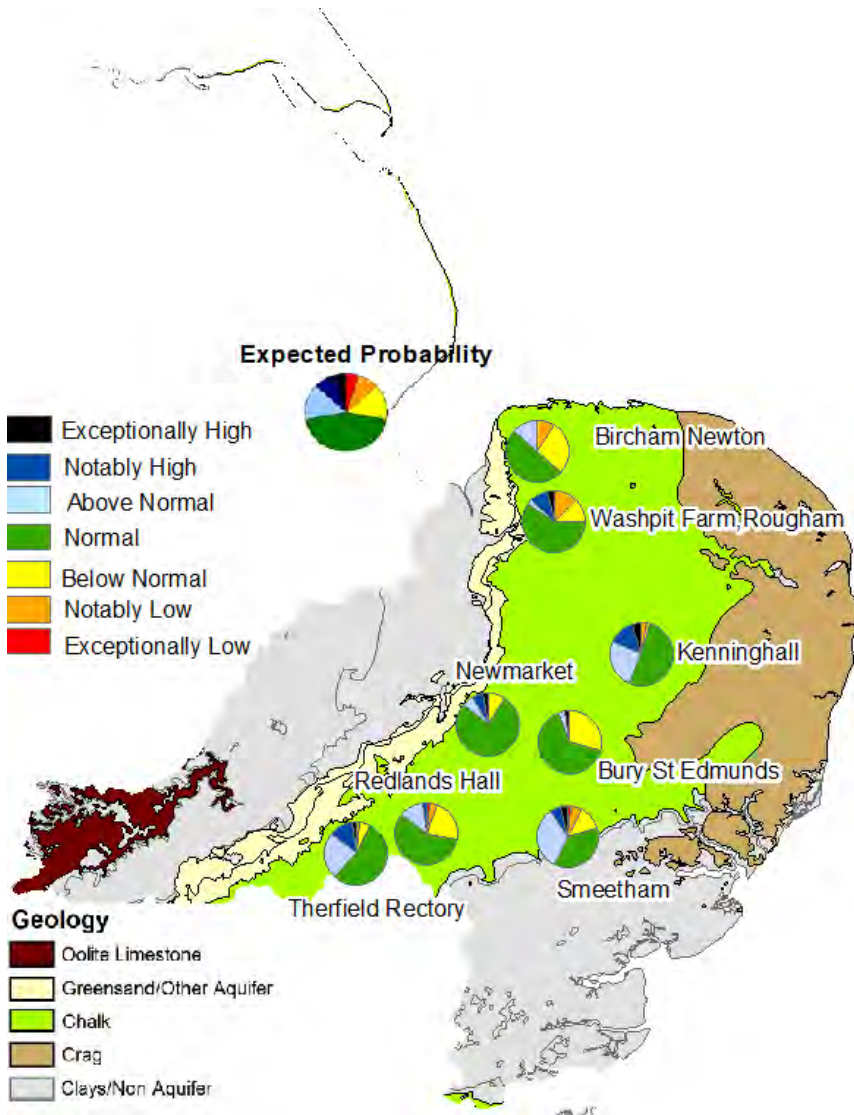 Expected Probability
Exceptionally High
Notably High
Above Normal
Normal
Below Normal
Notably Low
Exceptionally Low
Bircham Newton
Washpit Farm,Rougham
Kenninghall
Newmarket
Bury St Edmunds
Redlands Hall
Smeetham
Therfield Rectory
Geology
Oolite Limestone
Greensand/Other Aquifer
Chalk
Crag
Clays/Non Aquifer